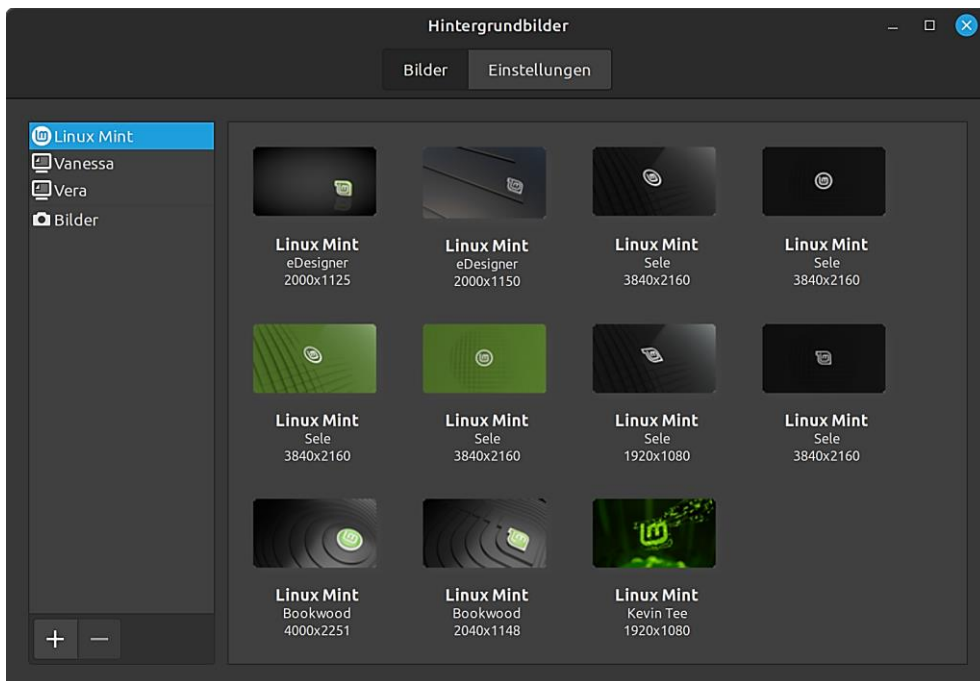 Hintergrundbilder
Bilder
Einstellungen
Linux Mint
Vanessa
Vera
Bilder
Linux Mint
eDesigner
2000x1125
Linux Mint
eDesigner
2000x1150
Linux Mint
Sele
3840x2160
Linux Mint
Sele
3840x2160
Linux Mint
Sele
3840x2160
Linux Mint
Sele
3840x2160
Linux Mint
Sele
1920x1080
Linux Mint
Sele
3840x2160
Linux Mint
Bookwood
4000x2251
Linux Mint
Bookwood
2040x1148
Linux Mint
Kevin Tee
1920x1080